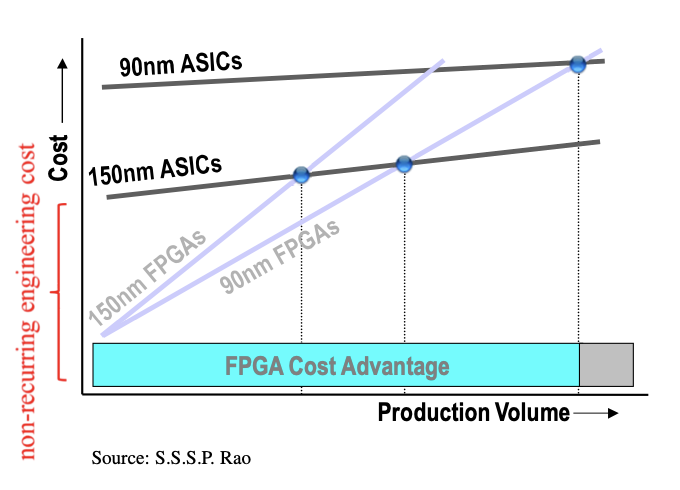 90nm ASICs
Cost
150nm ASICs
non-recurring engineering cost
150nm FPGAs
90nm FPGAs
FPGA Cost Advantage
Production Volume
Source: S.S.S.P. Rao